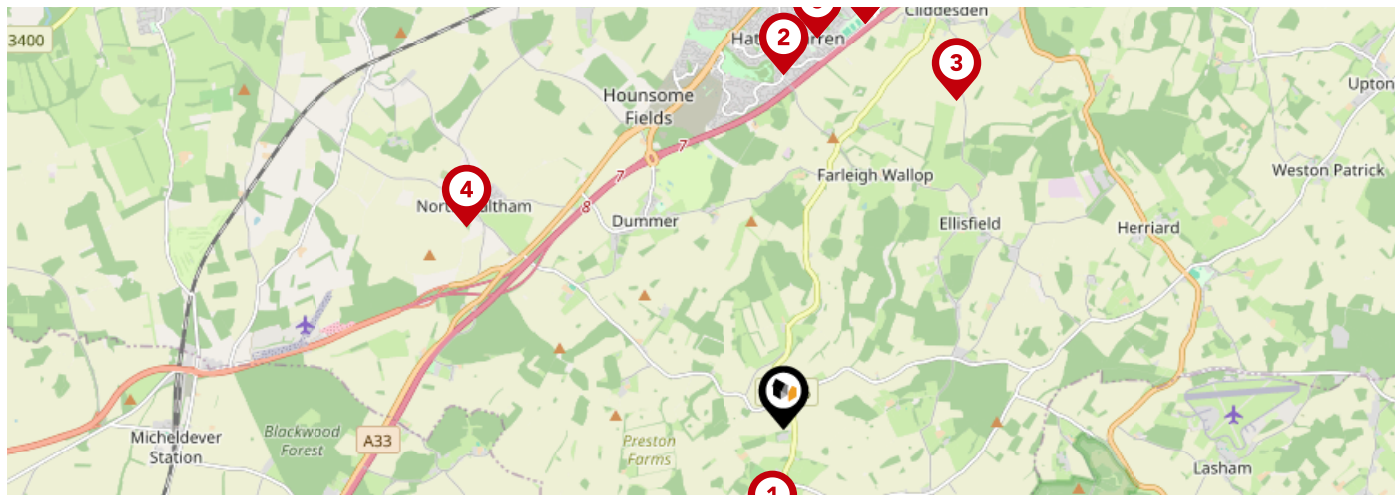 Cliddesden
3400
2
3
Upton
Hounsome
Fields
7
Weston Patrick
Farleigh Wallop
7
4
8
Dummer
Ellisfield
Herriard
Micheldever
Station
Blackwood
Forest
A33
Preston
Farms
Lasham
1